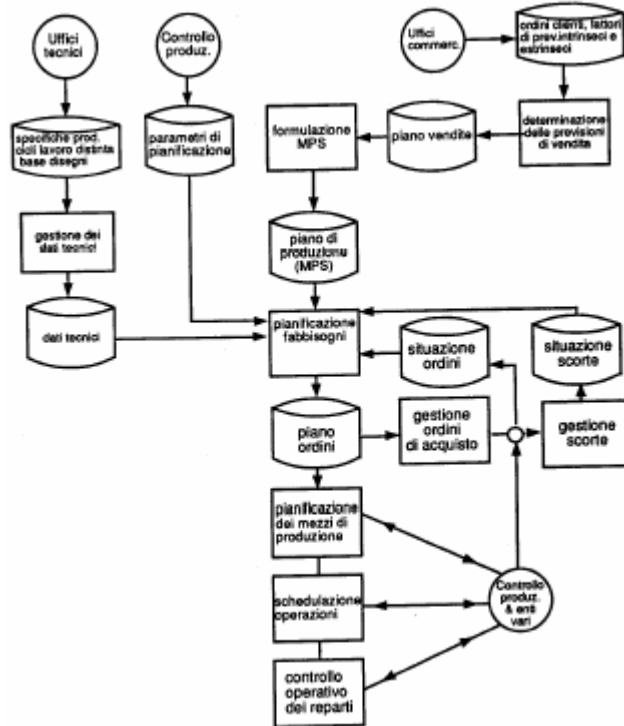 Uffici
tecnici
Controllo
produz.
Uffici
commerc.
ordini clienti, fattori
di prev.intrinseci e
estrinseci
specifiche prod.
cicli lavoro distinta
base disegni
parametri di
pianificazione
formulazione
MPS
piano vendite
determinazione
delle previsioni
di vendita
gestione dei
dati tecnici
piano di
produzione
(MPS)
dati tecnici
pianificazione
fabbisogni
situazione
ordini
situazione
scorte
piano
ordini
gestione
ordini
di acquisto
gestione
scorte
pianificazione
dei mezzi di
produzione
schedulazione
operazioni
Controllo
produz.
& enti
vari
controllo
operativo
dei reparti